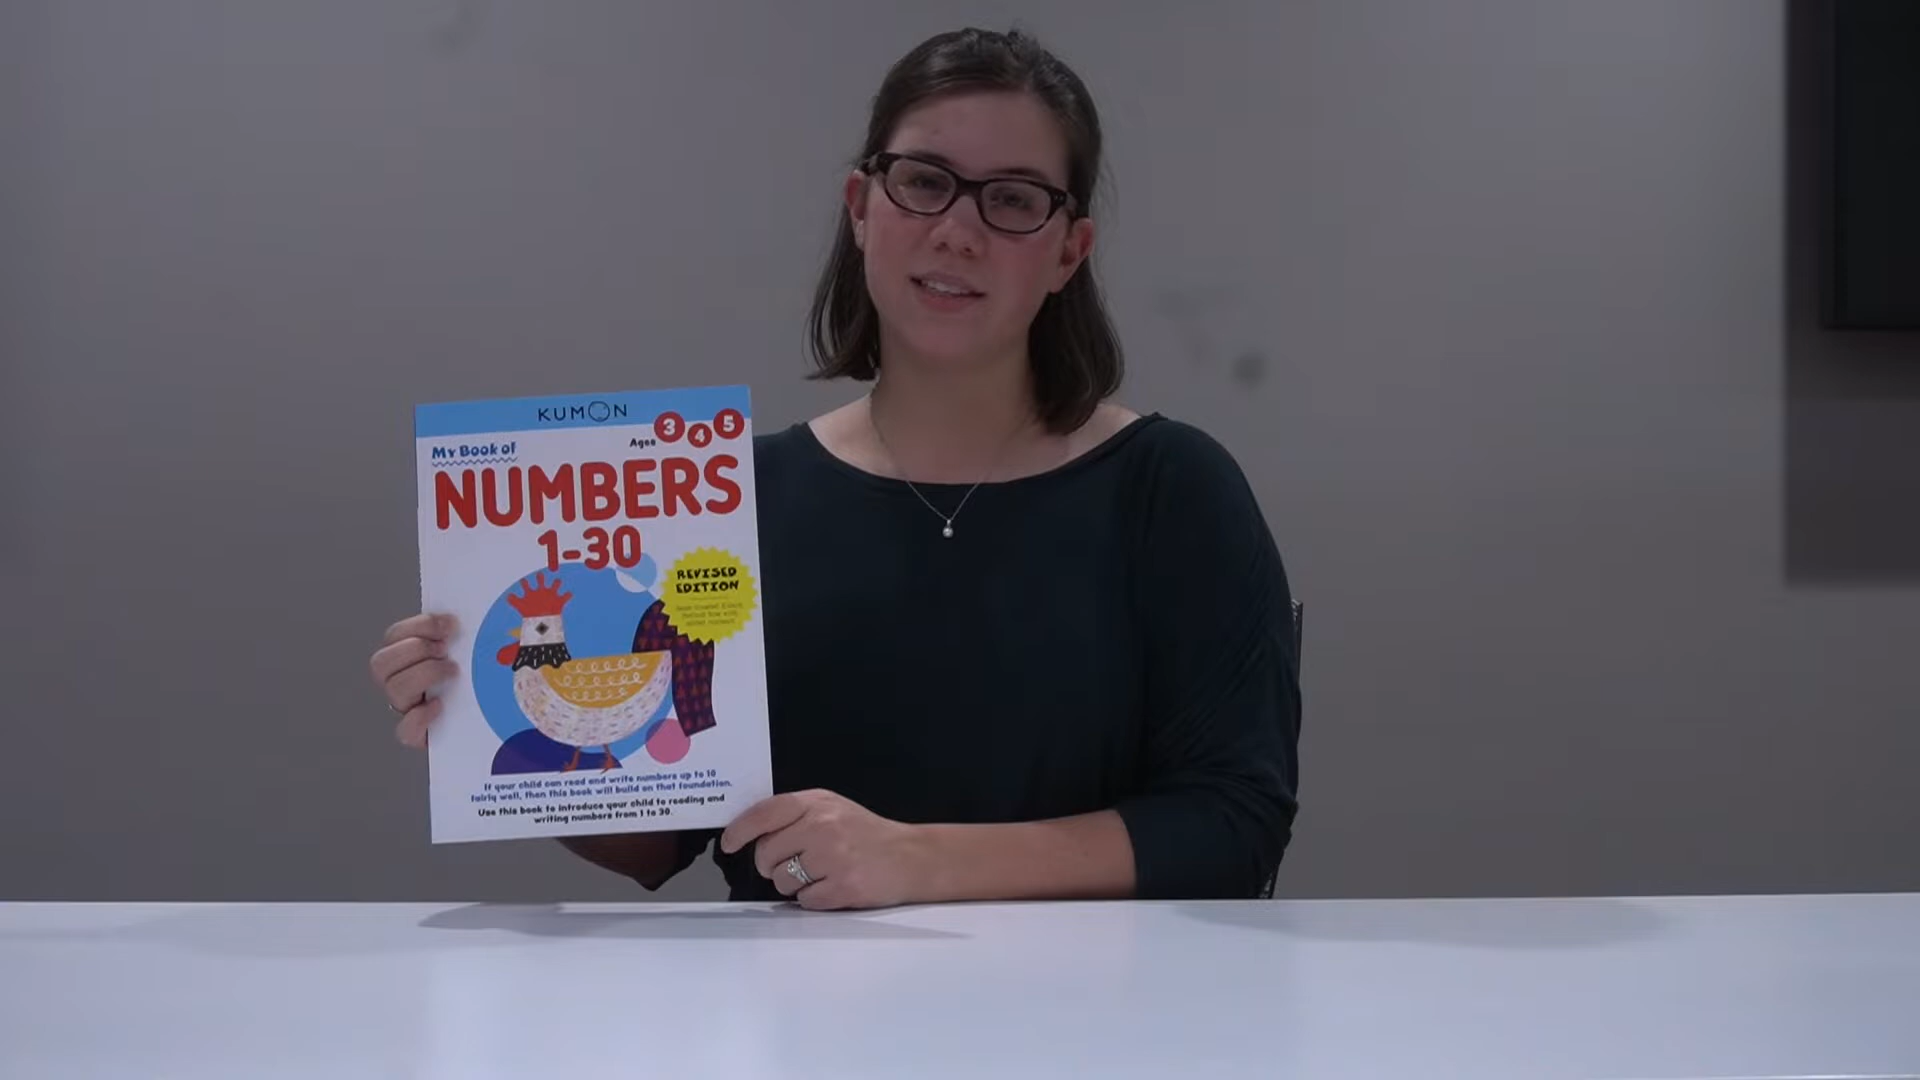 KUMON
My Book of
Ages 3 4 5
NUMBERS
1-30
REVISED
EDITION
If your child can read and write numbers up to 10
fairly well, then this book will build on that foundation.
Use this book to introduce your child to reading and
writing numbers from 1 to 30.